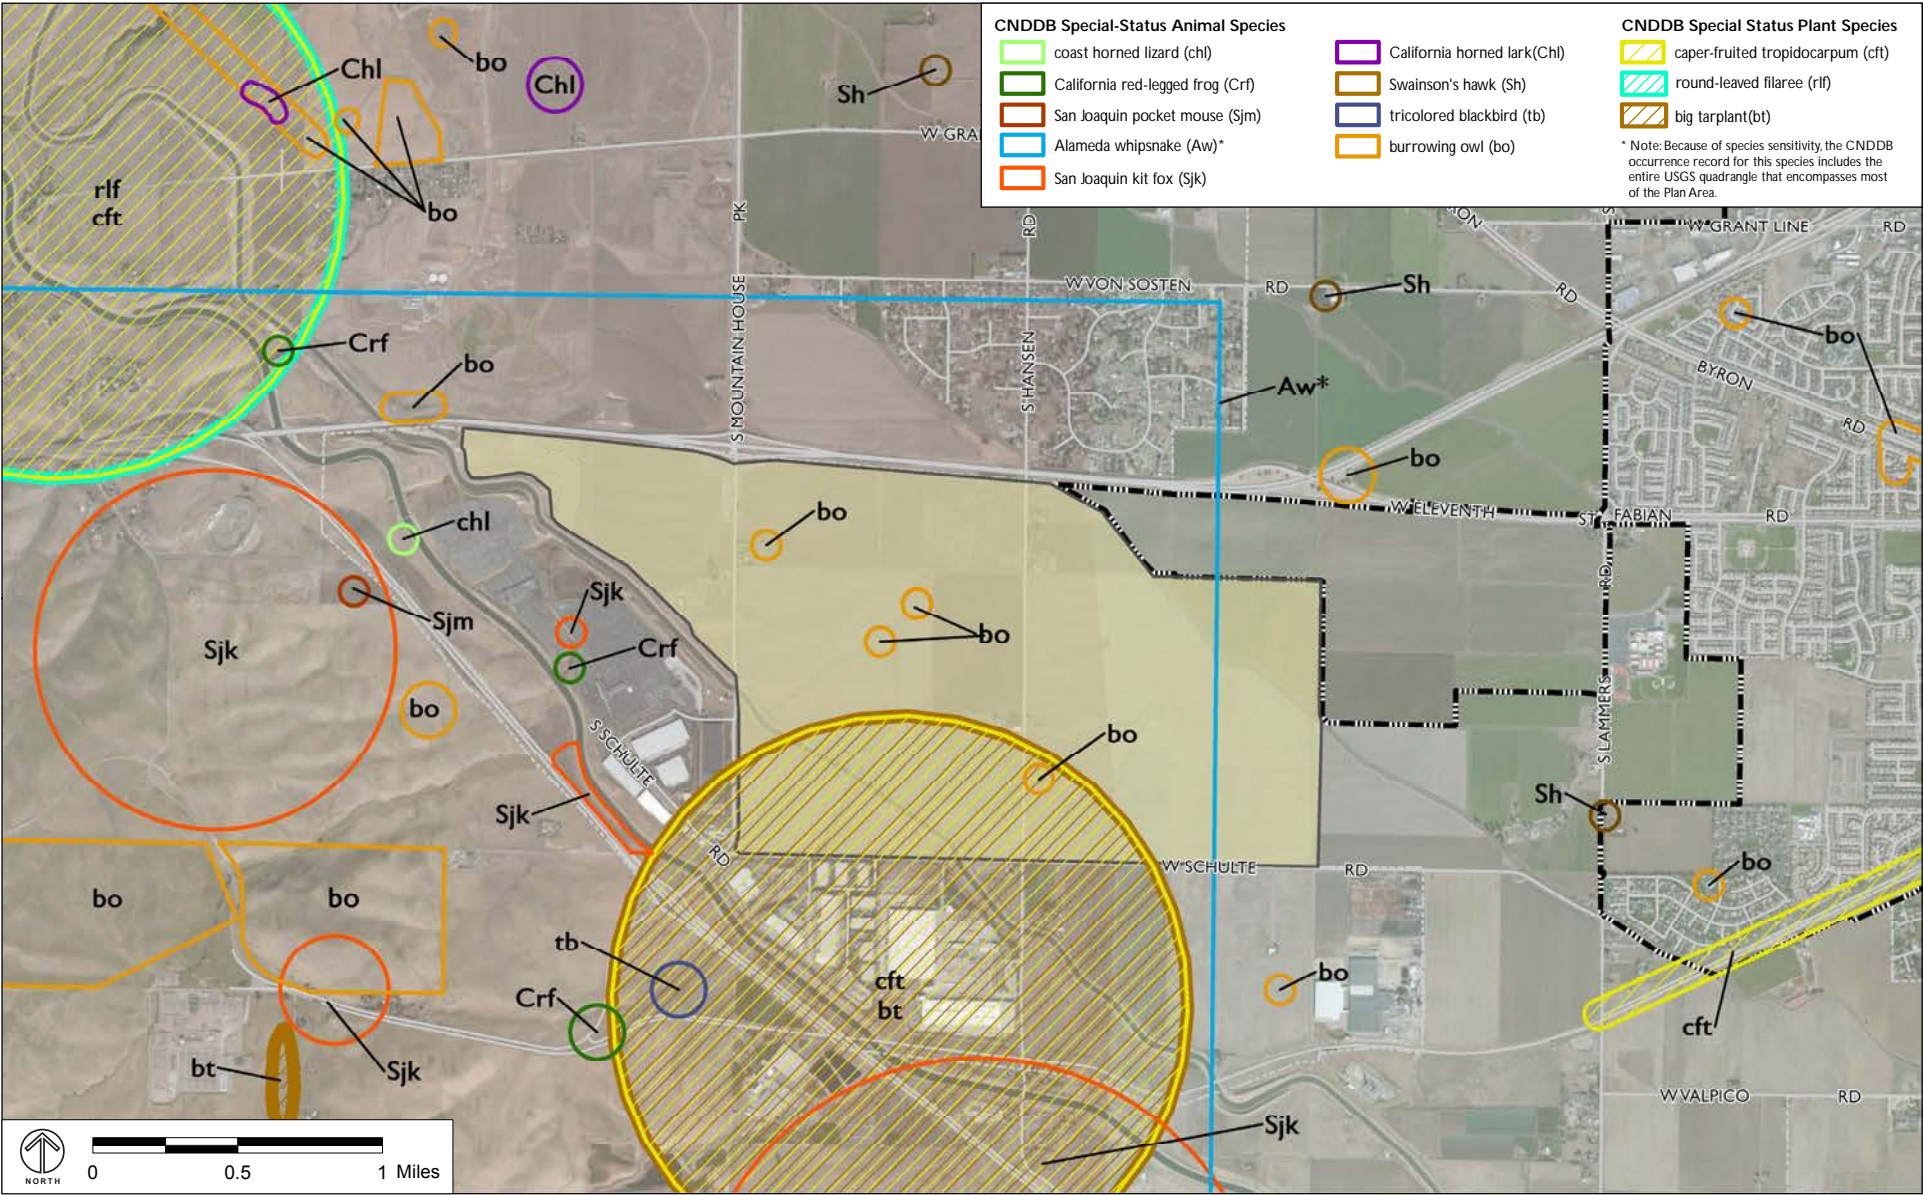 CNDDB Special-Status Animal Species
coast horned lizard (chl)
California red-legged frog (Crf)
San Joaquin pocket mouse (Sjm)
Alameda whipsnake (Aw)*
San Joaquin kit fox (Sjk)
California horned lark(Chl)
Swainson's hawk (Sh)
tricolored blackbird (tb)
burrowing owl (bo)
CNDDB Special Status Plant Species
caper-fruited tropidocarpum (cft)
round-leaved filaree (rlf)
big tarplant(bt)
* Note: Because of species sensitivity, the CNDDB
occurrence record for this species includes the
entire USGS quadrangle that encompasses most
of the Plan Area.
Chl
bo
Chl
Sh
W GRA
rlf
cft
bo
S MOUNTAIN HOUSE PK
S HANSEN RD
W VON SOSTEN RD
Sh
RON RD
W GRANT LINE RD
S
bo
BYRON RD
Crf
bo
Aw*
bo
W ELEVENTH ST
FABIAN RD
chl
bo
Sjk
Sjm
bo
Crf
Sjk
S LAMMERS RD
bo
bo
S SCHULTE RD
Sjk
Sh
W SCHULTE RD
bo
bo
bo
tb
cft
bt
bo
Crf
cft
bt
Sjk
W VALPICO RD
Sjk
NORTH
0 0.5 1 Miles